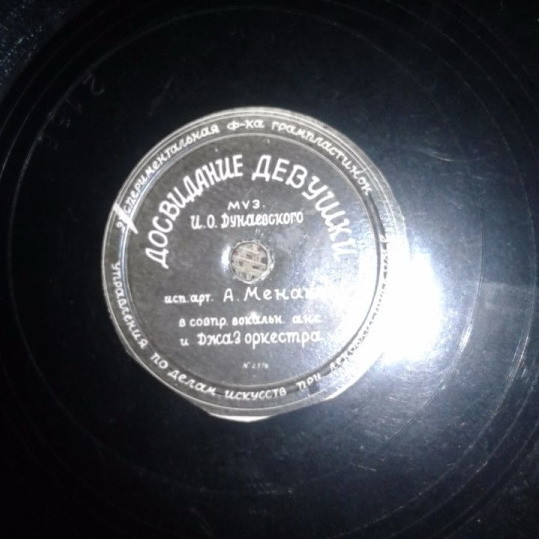 экспериментальная ф-ка грампластинок
ДОСВИДАНИЕ ДЕВУШКИ
муз.
И.О. Дунаевского
исп. арт. А.
в сопр. вокальн. анс
и Джаз оркестра
управления по делам искусств при